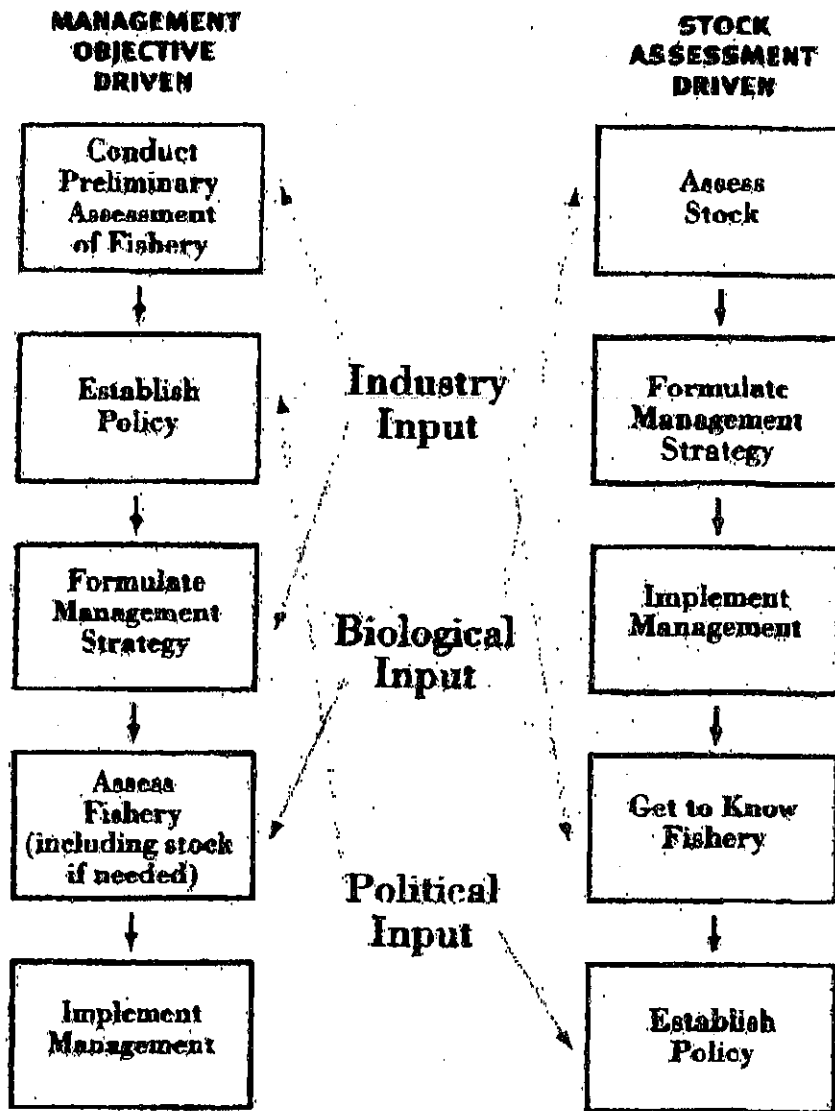 MANAGEMENT
OBJECTIVE
DRIVEN
Conduct
Preliminary
Assessment
of Fishery
Establish
Policy
Formulate
Management
Strategy
Assess
Fishery
(including stock
if needed)
Implement
Management
Industry
Input
Biological
Input
Political
Input
STOCK
ASSESSMENT
DRIVEN
Assess
Stock
Formulate
Management
Strategy
Implement
Management
Get to Know
Fishery
Establish
Policy